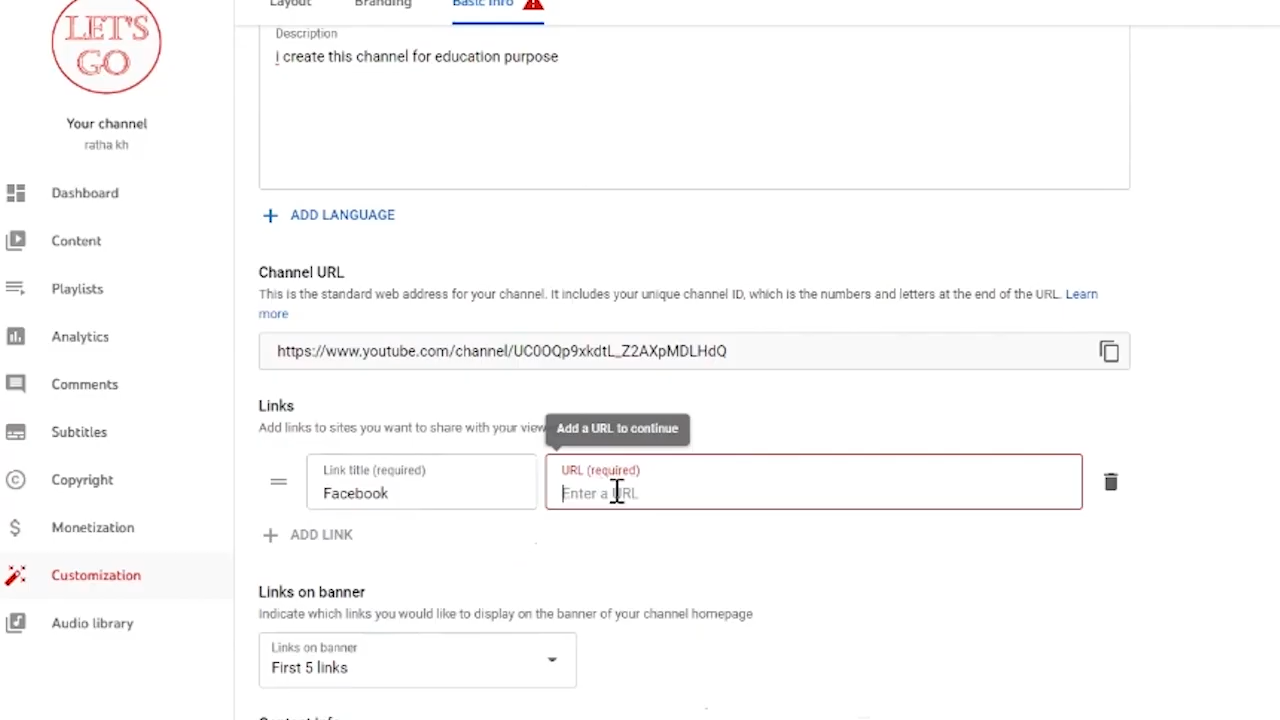 Layout
Branding
Basic info
LET'S
GO
Your channel
ratha kh
Dashboard
Content
Playlists
Analytics
Comments
Subtitles
Copyright
Monetization
Customization
Audio library
Description
i create this channel for education purpose
ADD LANGUAGE
Channel URL
This is the standard web address for your channel. It includes your unique channel ID, which is the numbers and letters at the end of the URL. Learn
more
https://www.youtube.com/channel/UC0OQp9xkdtL_Z2AXpMDLHdQ
Links
Add links to sites you want to share with your view
Add a URL to continue
Link title (required)
Facebook
URL (required)
Enter a URL
ADD LINK
Links on banner
Indicate which links you would like to display on the banner of your channel homepage
Links on banner
First 5 links
Contact info